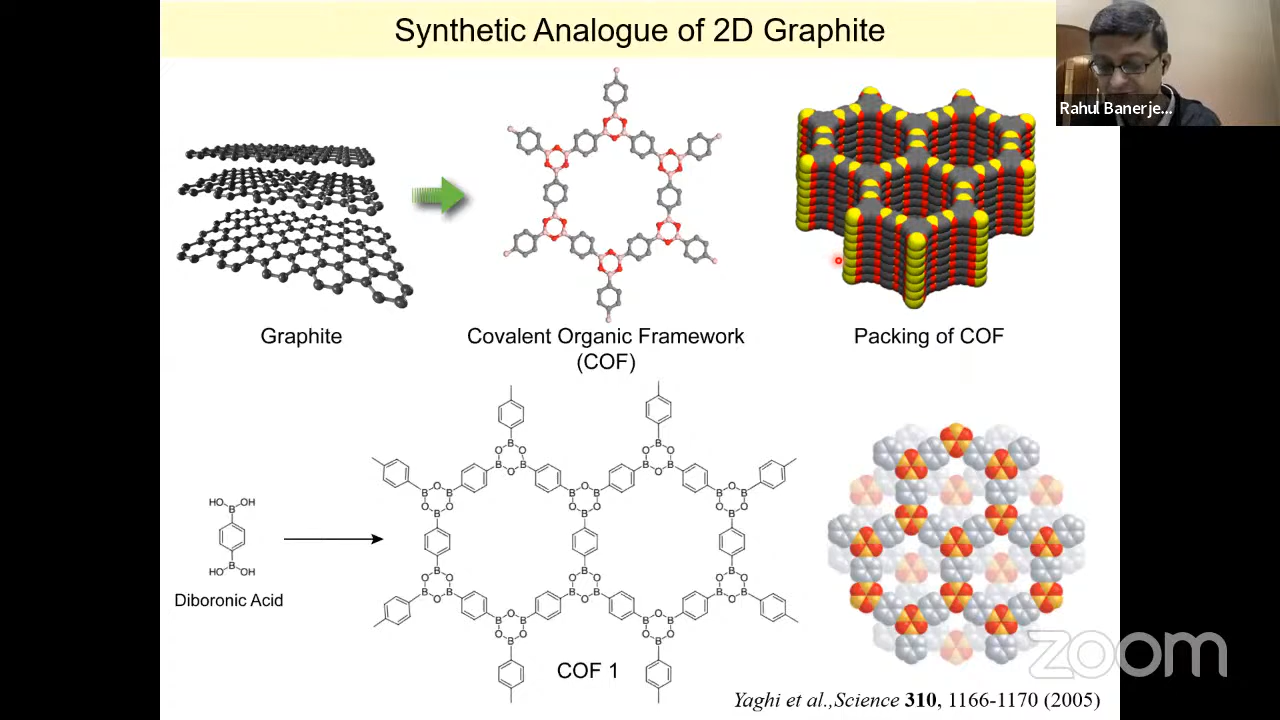 Synthetic Analogue of 2D Graphite
Rahul Banerje...
Graphite
Covalent Organic Framework
(COF)
Packing of COF
HO
B
OH
HO
B
OH
Diboronic Acid
COF 1
zoom
Yaghi et al.,Science 310, 1166-1170 (2005)